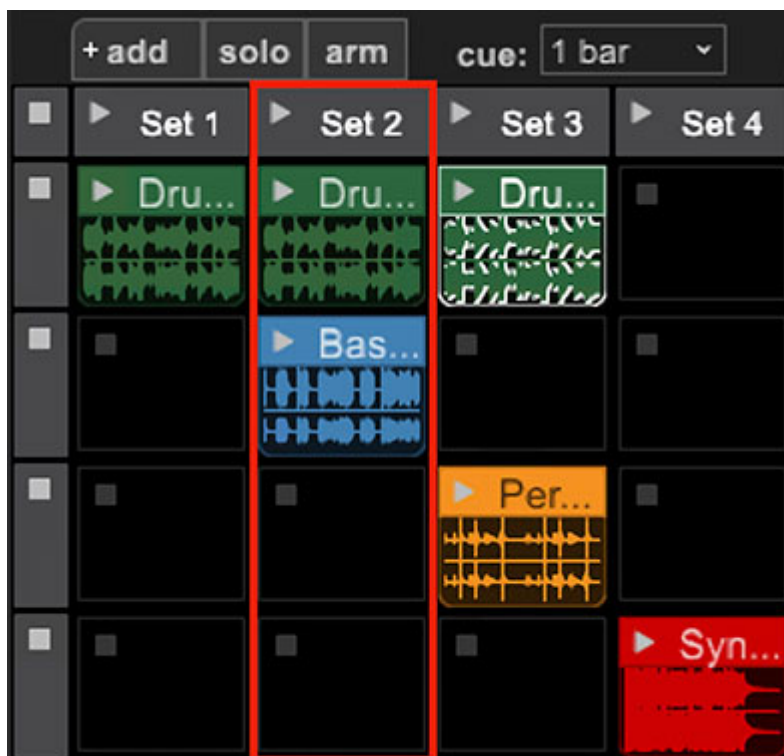 + add solo arm cue: 1 bar
Set 1 Set 2 Set 3 Set 4
Dru... Dru... Dru...
Bas...
Per...
Syn...